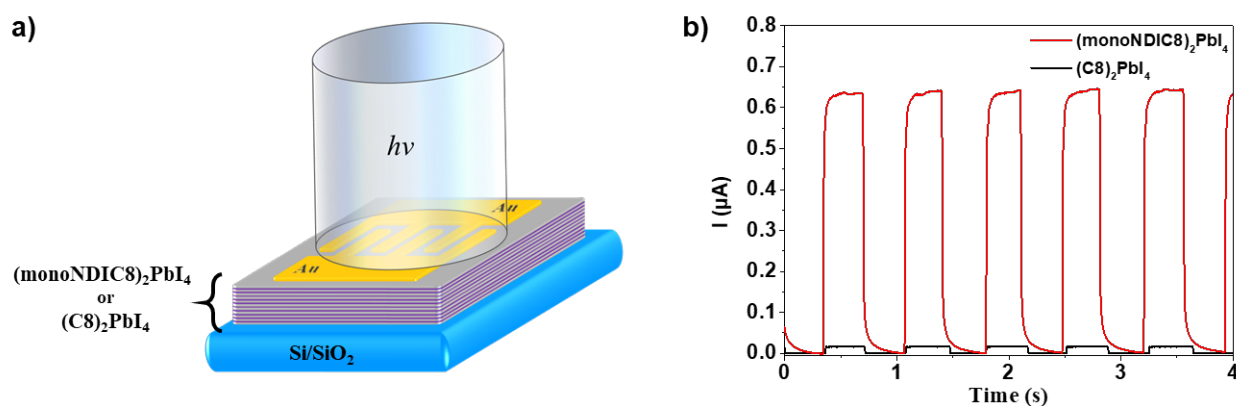 a)
hν
Au
Au
(monoNDIC8)₂PbI₄
or
(C8)₂PbI₄
Si/SiO₂
b)
(monoNDIC8)₂PbI₄
(C8)₂PbI₄
I (µA)
0.8
0.7
0.6
0.5
0.4
0.3
0.2
0.1
0.0
0 1 2 3 4
Time (s)